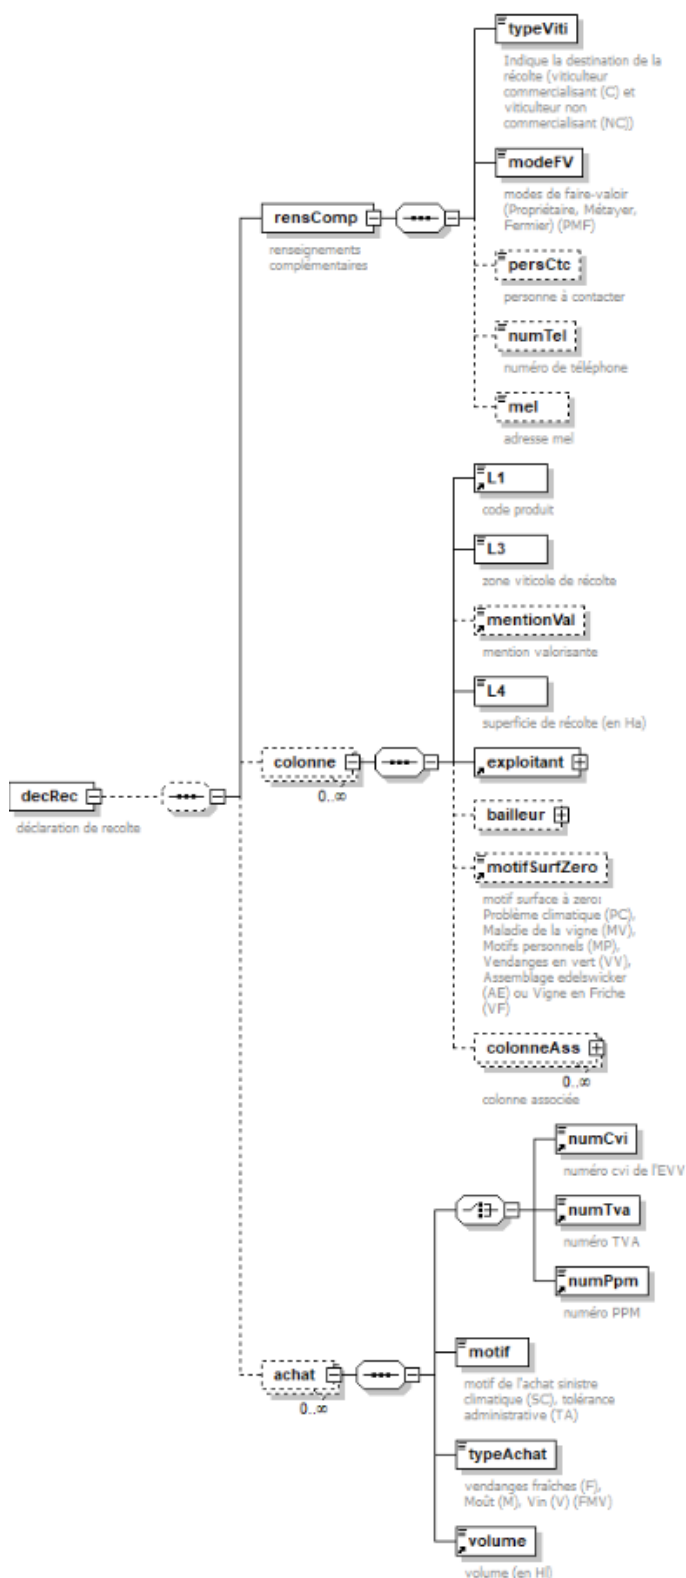 typeViti
Indique la destination de la
récolte (viticulteur
commercialisant (C) et
viticulteur non
commercialisant (NC))
modeFV
modes de faire-valoir
(Propriétaire, Métayer,
Fermier) (PMF)
rensComp
renseignements
complémentaires
persCtc
personne à contacter
numTel
numéro de téléphone
mel
adresse mel
L1
code produit
L3
zone viticole de récolte
mentionVal
mention valorisante
L4
superficie de récolte (en Ha)
colonne
0..∞
exploitant
decRec
déclaration de recolte
bailleur
motifSurfZero
motif surface à zero:
Problème climatique (PC),
Maladie de la vigne (MV),
Motifs personnels (MP),
Vendanges en vert (VV),
Assemblage edelswicker
(AE) ou Vigne en Friche
(VF)
colonneAss
0..∞
colonne associée
numCvi
numéro cvi de l'EVV
numTva
numéro TVA
numPpm
numéro PPM
achat
0..∞
motif
motif de l'achat sinistre
climatique (SC), tolérance
administrative (TA)
typeAchat
vendanges fraîches (F),
Moût (M), Vin (V) (FMV)
volume
volume (en Hl)